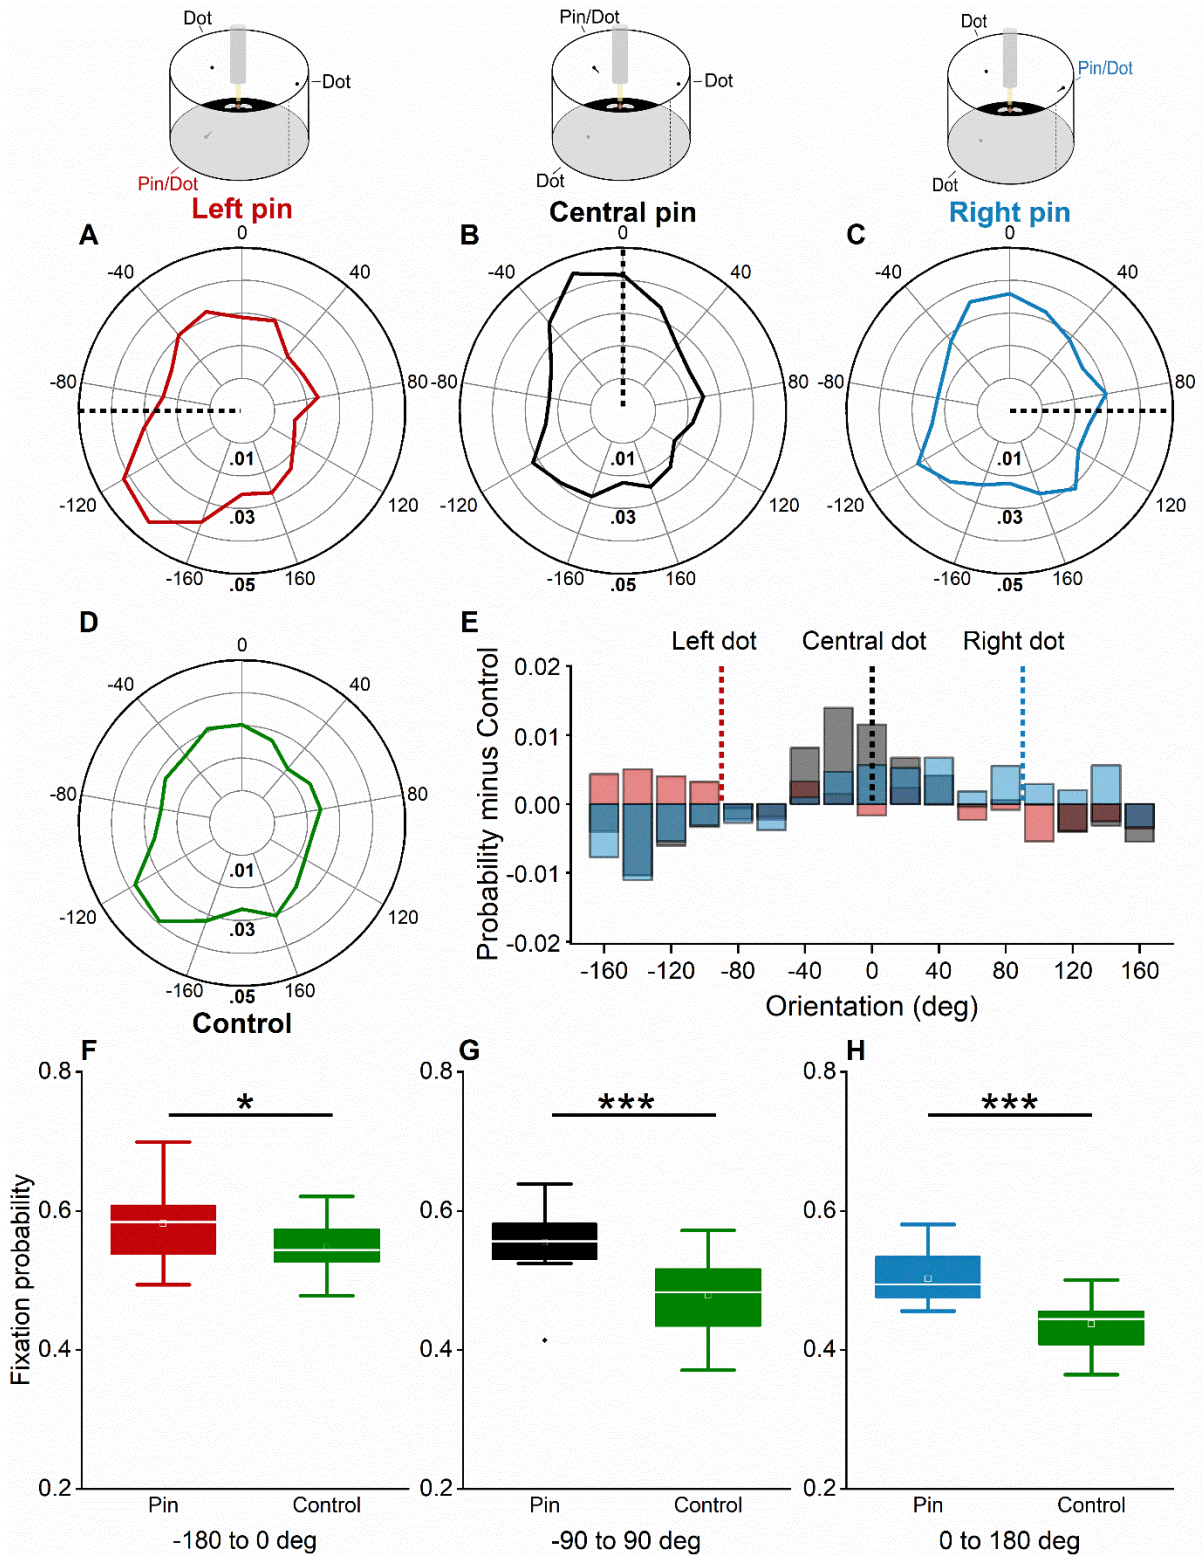 Dot
Dot
Pin/Dot
Left pin
Pin/Dot
Dot
Dot
Central pin
Dot
Pin/Dot
Dot
Right pin
A
0
-40
40
-80
80
-120
120
-160
160
.01
.03
.05
B
0
-40
40
-80
80
-120
120
-160
160
.01
.03
.05
C
0
-40
40
-80
80
-120
120
-160
160
.01
.03
.05
D
0
-40
40
-80
80
-120
120
-160
160
.01
.03
.05
Control
E
Left dot
Central dot
Right dot
Probability minus Control
0.02
0.01
0.00
-0.01
-0.02
-160
-120
-80
-40
0
40
80
120
160
Orientation (deg)
F
Fixation probability
0.8
0.6
0.4
0.2
*
Pin
Control
-180 to 0 deg
G
0.8
0.6
0.4
0.2
***
Pin
Control
-90 to 90 deg
H
0.8
0.6
0.4
0.2
***
Pin
Control
0 to 180 deg